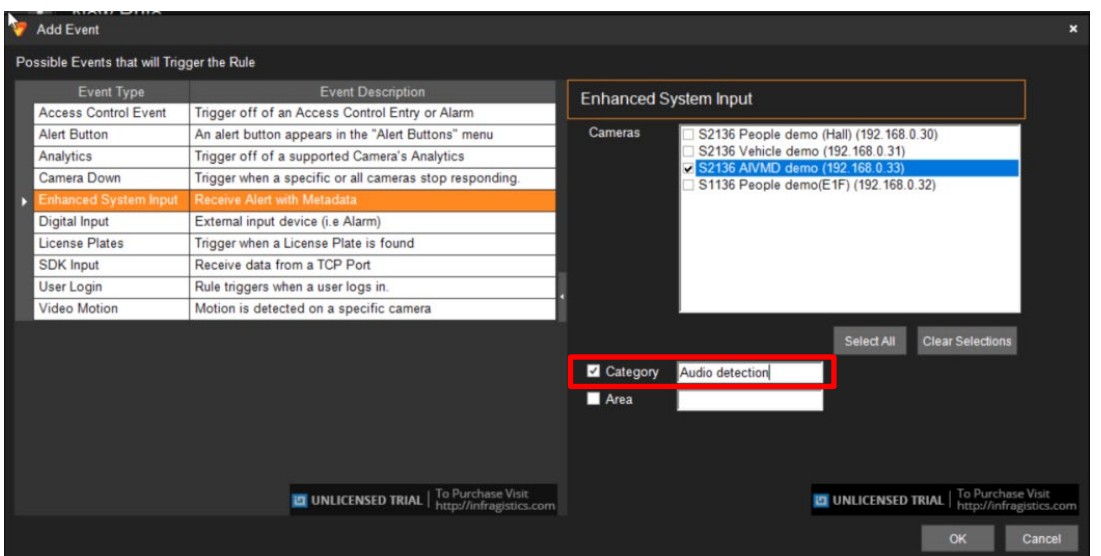 Add Event
Possible Events that will Trigger the Rule
Event Type Event Description
Access Control Event Trigger off of an Access Control Entry or Alarm
Alert Button An alert button appears in the "Alert Buttons" menu
Analytics Trigger off of a supported Camera's Analytics
Camera Down Trigger when a specific or all cameras stop responding.
Enhanced System Input Receive Alert with Metadata
Digital Input External input device (i.e Alarm)
License Plates Trigger when a License Plate is found
SDK Input Receive data from a TCP Port
User Login Rule triggers when a user logs in.
Video Motion Motion is detected on a specific camera
UNLICENSED TRIAL To Purchase Visit
http://infragistics.com
Enhanced System Input
Cameras S2136 People demo (Hall) (192.168.0.30)
S2136 Vehicle demo (192.168.0.31)
S2136 AIVMD demo (192.168.0.33)
S1136 People demo(E1F) (192.168.0.32)
Select All Clear Selections
Category Audio detection
Area
UNLICENSED TRIAL To Purchase Visit
http://infragistics.com
OK Cancel